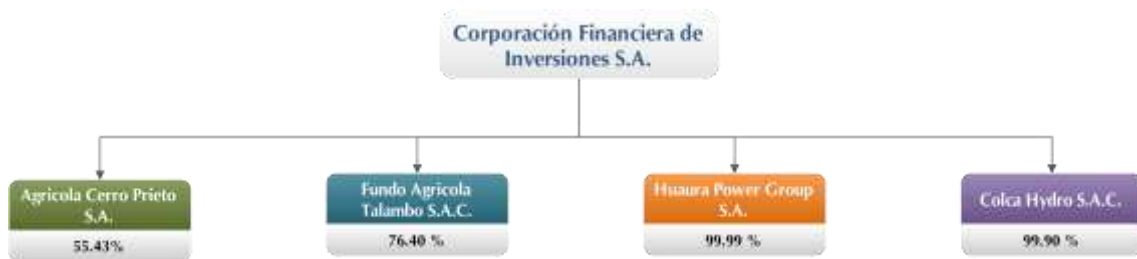 Corporación Financiera de
Inversiones S.A.
Agricola Cerro Prieto
S.A.
55.43%
Fundo Agricola
Talambo S.A.C.
76.40 %
Huaura Power Group
S.A.
99.99 %
Colca Hydro S.A.C.
99.90 %